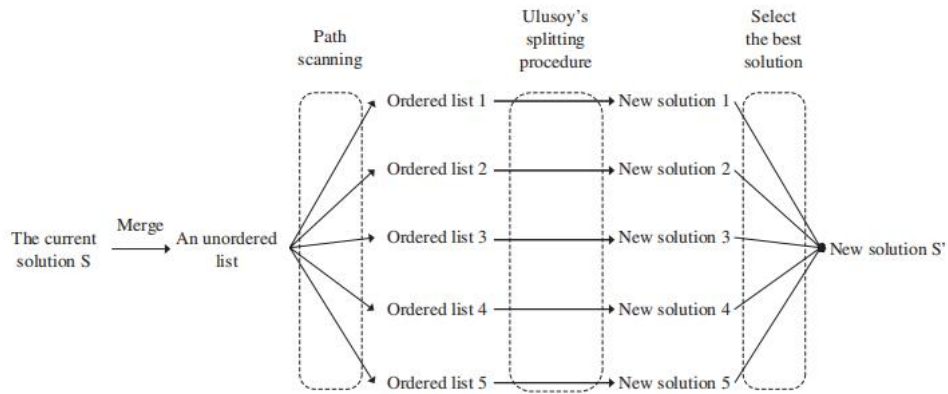 Path
scanning
Ulusoy's
splitting
procedure
Select
the best
solution
Ordered list 1
New solution 1
Ordered list 2
New solution 2
The current
solution S
Merge
An unordered
list
Ordered list 3
New solution 3
New solution S'
Ordered list 4
New solution 4
Ordered list 5
New solution 5